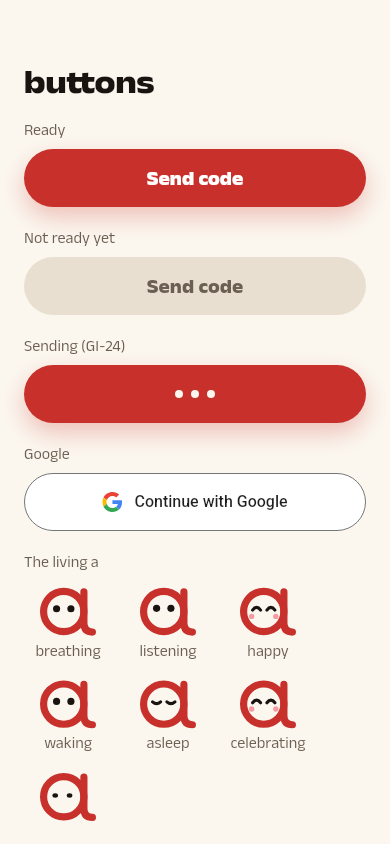 buttons
Ready
Send code
Not ready yet
Send code
Sending (GI-24)
Google
Continue with Google
The living a
breathing
listening
happy
waking
asleep
celebrating